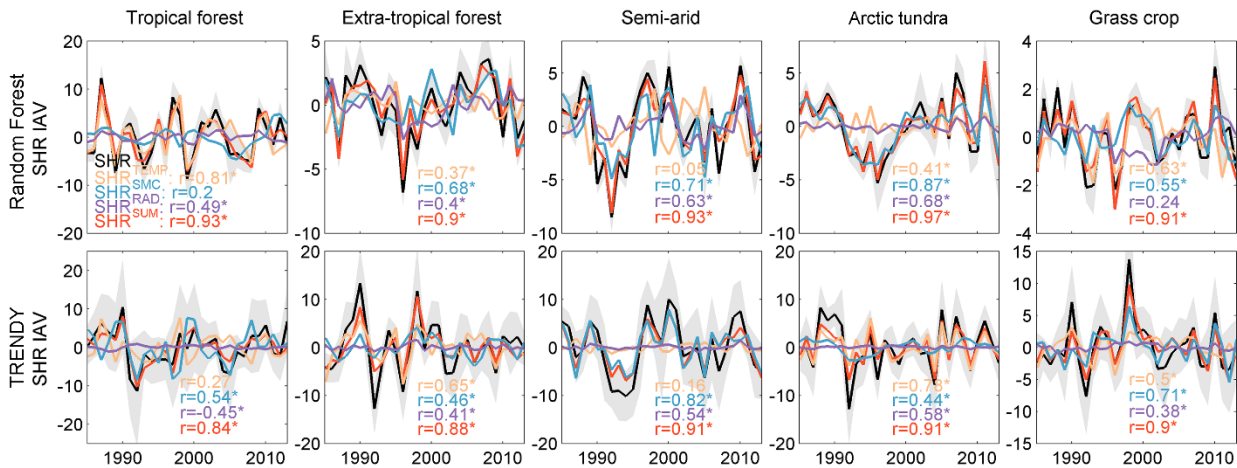 Tropical forest Extra-tropical forest Semi-arid Arctic tundra Grass crop
Random Forest
SHR IAV
20
10
0
-10
-20
SHR
SHR TEMP: r=0.81*
SHR SMC: r=0.2
SHR RAD: r=0.49*
SHR SUM: r=0.93*
5
0
-5
-10
r=0.37*
r=0.68*
r=0.4*
r=0.9*
5
0
-5
-10
r=0.05
r=0.71*
r=0.63*
r=0.93*
5
0
-5
-10
r=0.41*
r=0.87*
r=0.68*
r=0.97*
4
2
0
-2
-4
r=0.63*
r=0.55*
r=0.24
r=0.91*
TRENDY
SHR IAV
20
10
0
-10
-20
r=0.27
r=0.54*
r=-0.45*
r=0.84*
1990 2000 2010
20
10
0
-10
-20
r=0.65*
r=0.46*
r=0.41*
r=0.88*
1990 2000 2010
20
10
0
-10
-20
r=0.16
r=0.82*
r=0.54*
r=0.91*
1990 2000 2010
20
10
0
-10
-20
r=0.78*
r=0.44*
r=0.58*
r=0.91*
1990 2000 2010
15
10
5
0
-5
-10
-15
r=0.5*
r=0.71*
r=0.38*
r=0.9*
1990 2000 2010